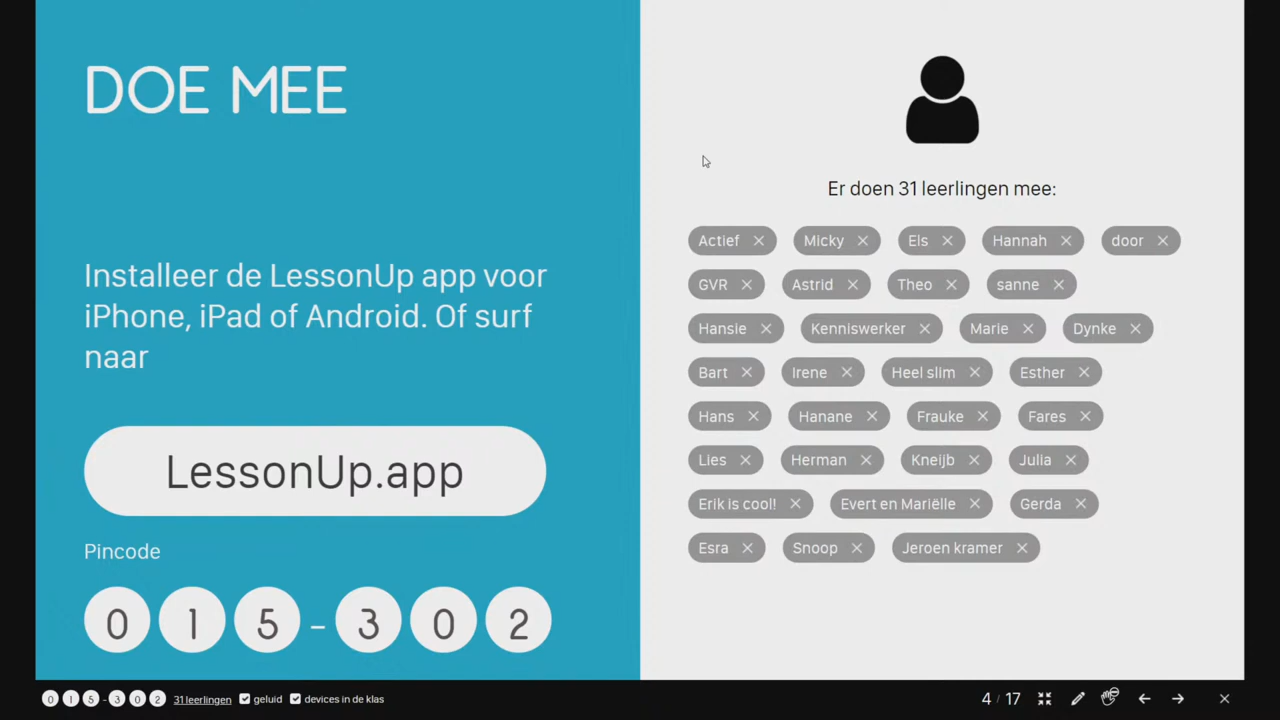 DOE MEE
Installeer de LessonUp app voor
iPhone, iPad of Android. Of surf
naar
LessonUp.app
Pincode
0 1 5 - 3 0 2
Er doen 31 leerlingen mee:
Actief Micky Els Hannah door
GVR Astrid Theo sanne
Hansie Kenniswerker Marie Dynke
Bart Irene Heel slim Esther
Hans Hanane Frauke Fares
Lies Herman Kneijb Julia
Erik is cool! Evert en Mariëlle Gerda
Esra Snoop Jeroen kramer
0 1 5 - 3 0 2 31 leerlingen geluid devices in de klas 4 / 17